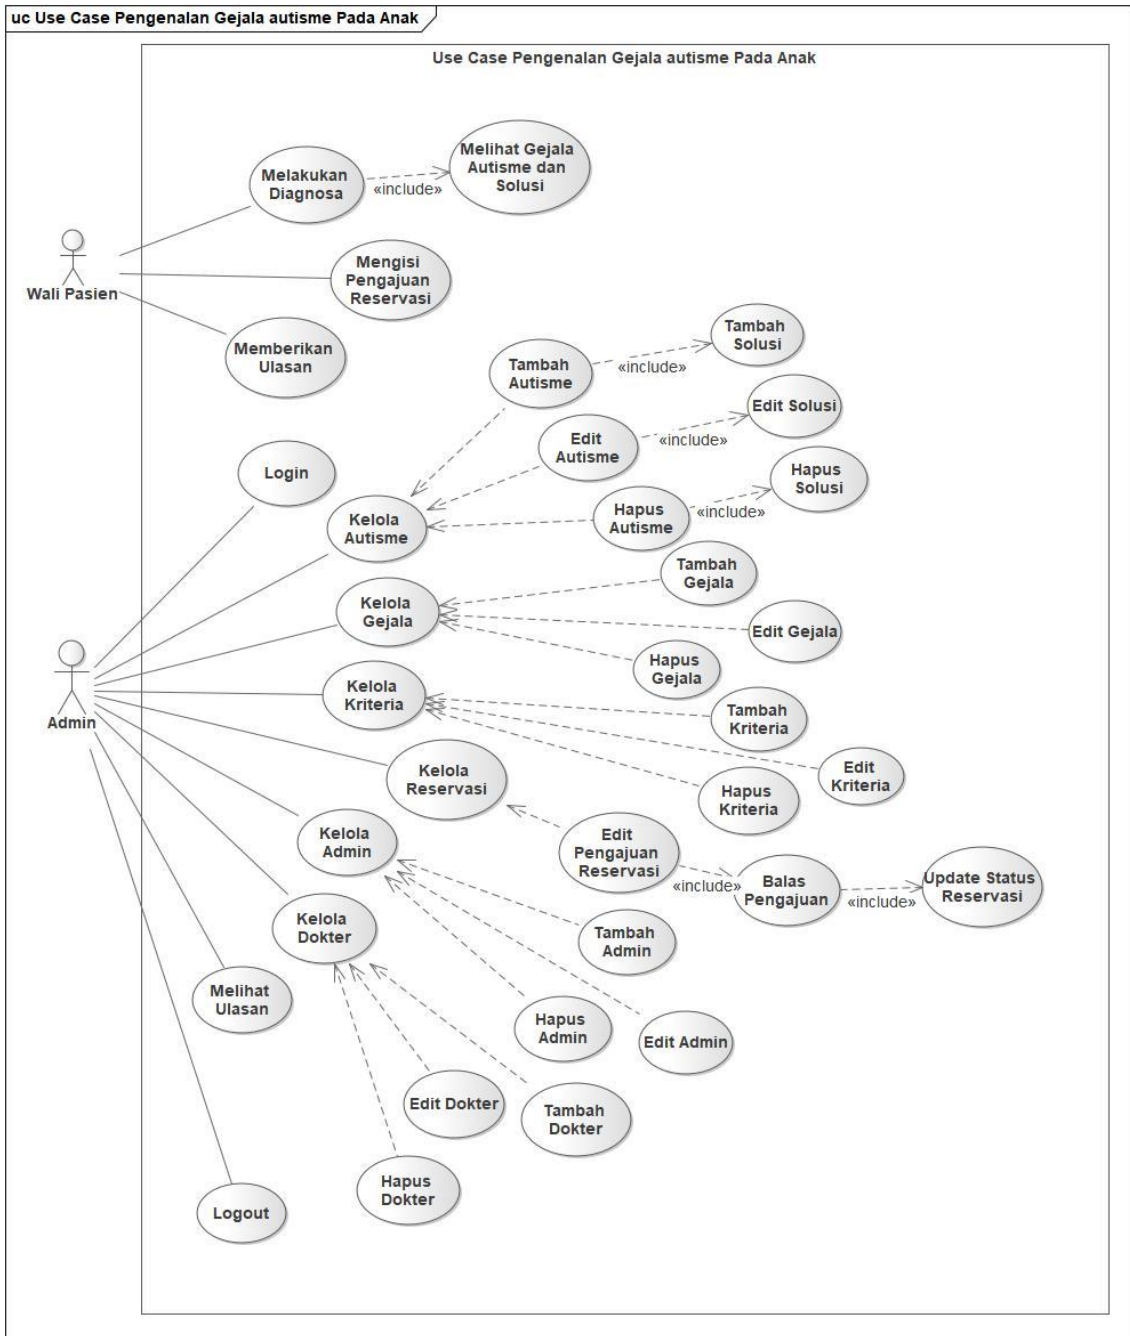 uc Use Case Pengenalan Gejala autisme Pada Anak
Use Case Pengenalan Gejala autisme Pada Anak
Melihat Gejala
Autisme dan
Solusi
Melakukan
Diagnosa
«include»
Wali Pasien
Mengisi
Pengajuan
Reservasi
Memberikan
Ulasan
Tambah
Autisme
«include»
Tambah
Solusi
Edit
Autisme
«include»
Edit Solusi
Login
Hapus
Autisme
«include»
Hapus
Solusi
Kelola
Autisme
Tambah
Gejala
Kelola
Gejala
Edit Gejala
Hapus
Gejala
Admin
Kelola
Kriteria
Tambah
Kriteria
Edit
Kriteria
Hapus
Kriteria
Kelola
Reservasi
Edit
Pengajuan
Reservasi
«include»
Balas
Pengajuan
«include»
Update Status
Reservasi
Kelola
Admin
Tambah
Admin
Kelola
Dokter
Hapus
Admin
Edit Admin
Melihat
Ulasan
Edit Dokter
Tambah
Dokter
Hapus
Dokter
Logout